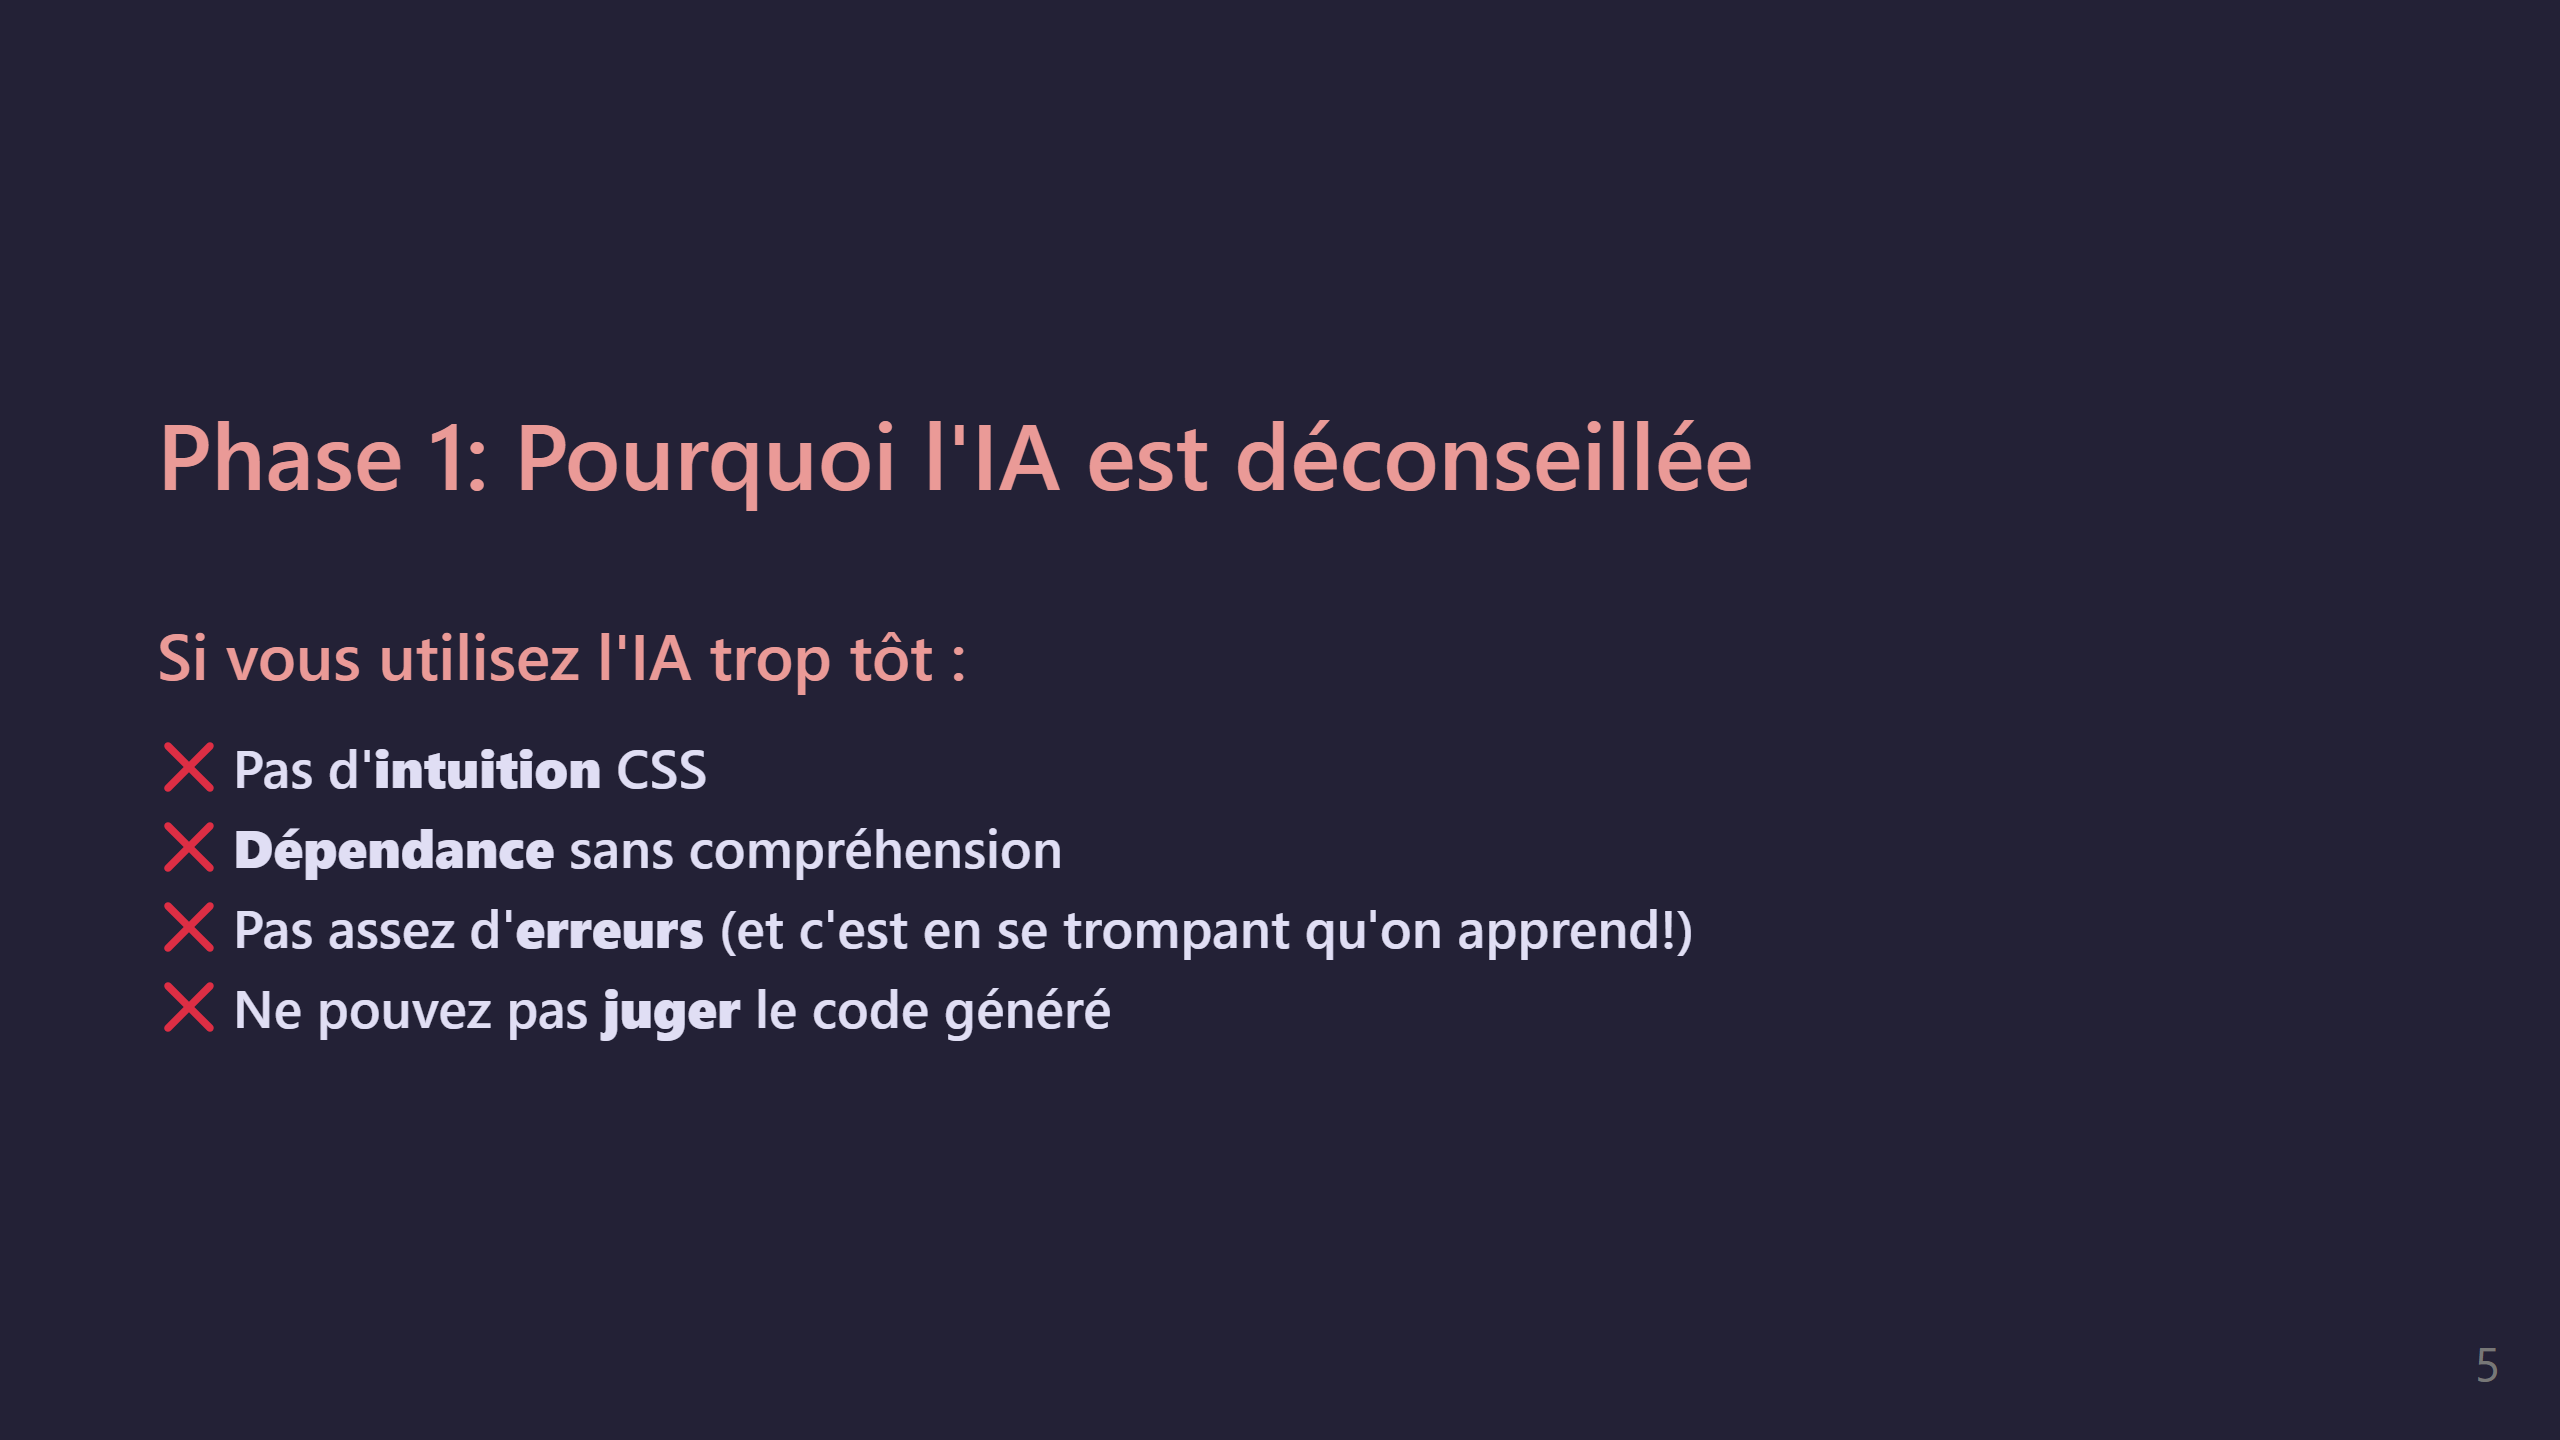 Phase 1: Pourquoi l'IA est déconseillée
Si vous utilisez l'IA trop tôt :
❌ Pas d'intuition CSS
❌ Dépendance sans compréhension
❌ Pas assez d'erreurs (et c'est en se trompant qu'on apprend!)
❌ Ne pouvez pas juger le code généré
5